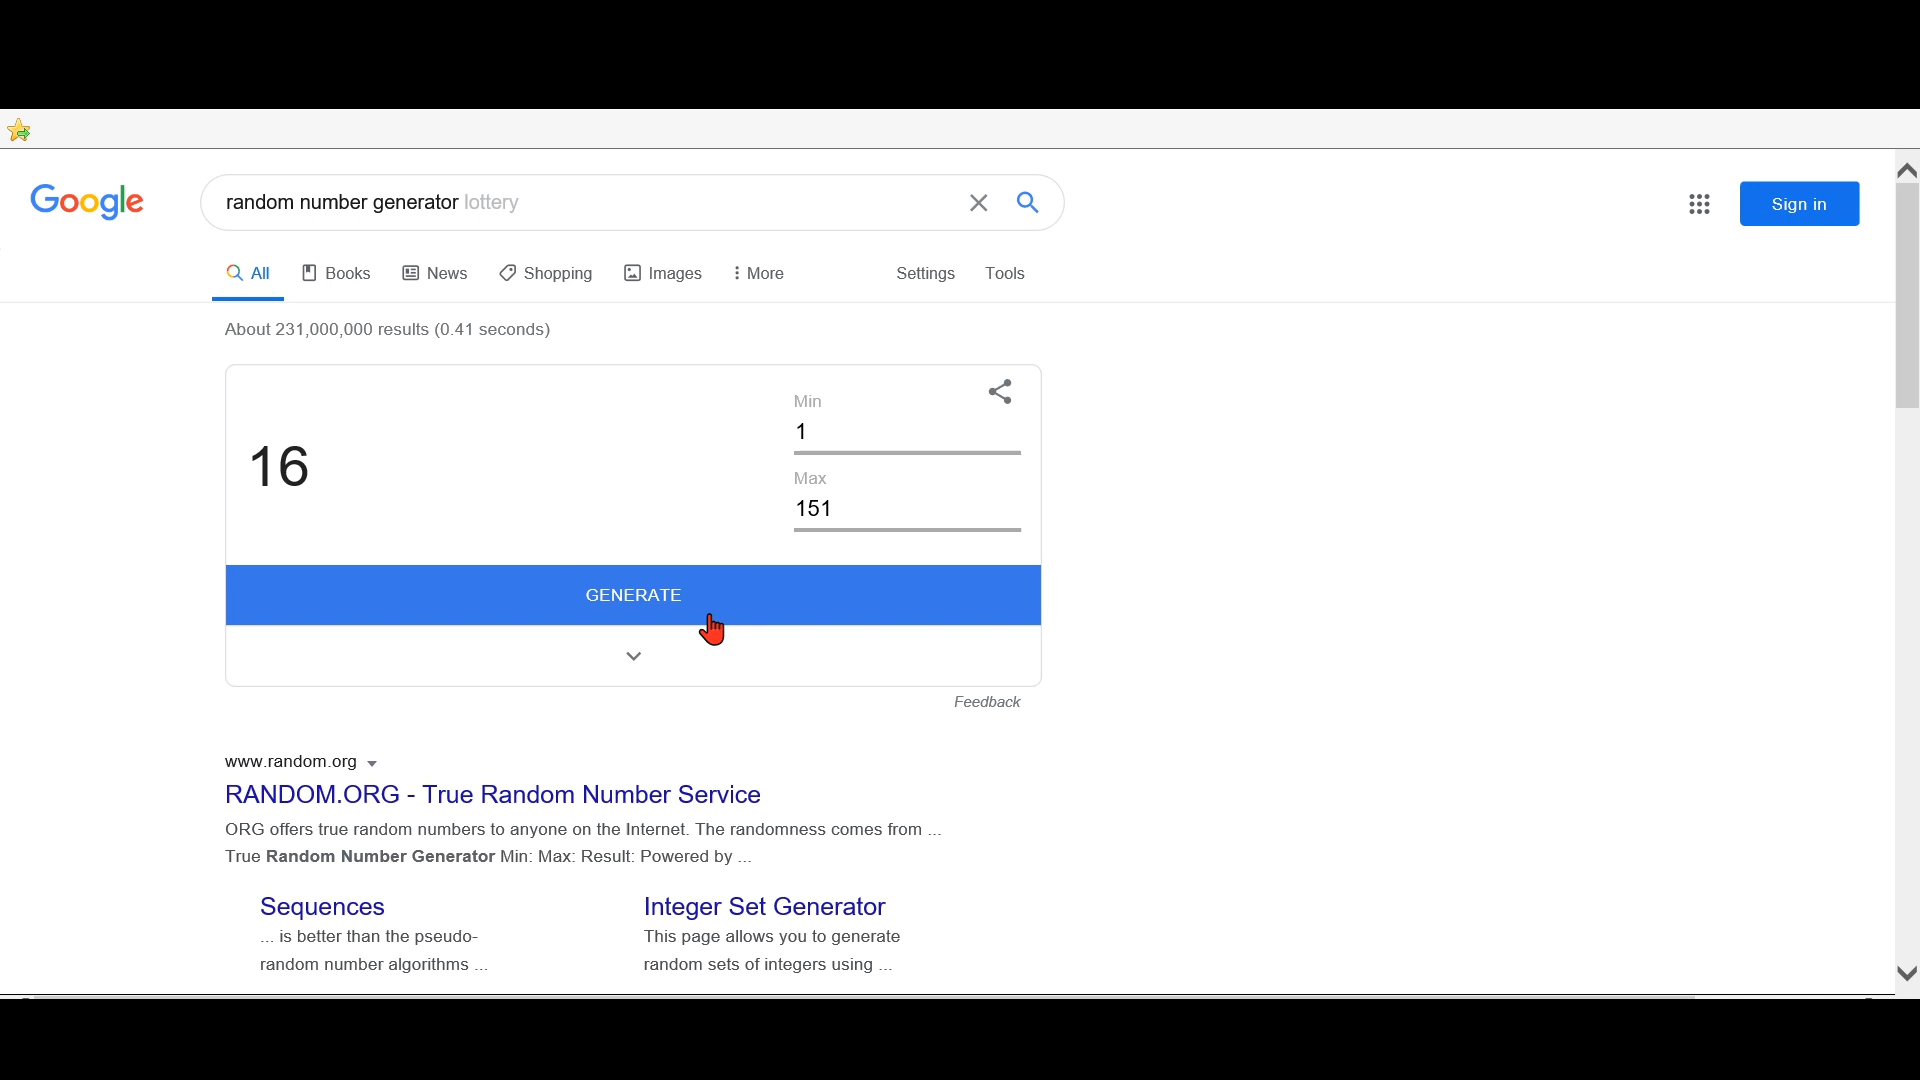 Google
random number generator lottery
Sign in
All Books News Shopping Images More Settings Tools
About 231,000,000 results (0.41 seconds)
Min
1
16
Max
151
GENERATE
Feedback
www.random.org
RANDOM.ORG - True Random Number Service
ORG offers true random numbers to anyone on the Internet. The randomness comes from ...
True Random Number Generator Min: Max: Result: Powered by ...
Sequences
... is better than the pseudo-
random number algorithms ...
Integer Set Generator
This page allows you to generate
random sets of integers using ...